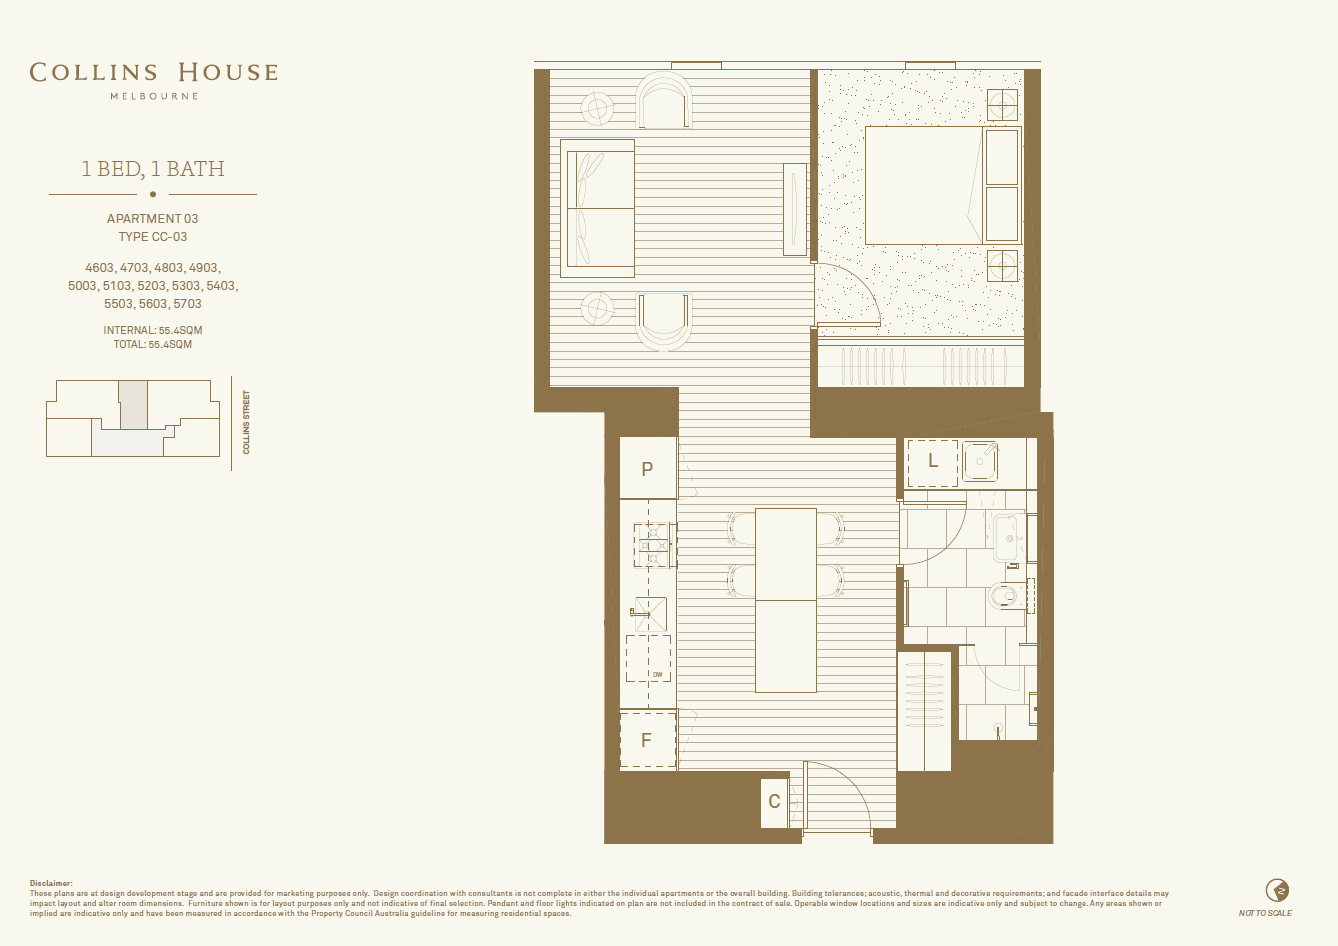 COLLINS HOUSE
MELBOURNE
1 BED, 1 BATH
APARTMENT 03
TYPE CC-03
4603, 4703, 4803, 4903,
5003, 5103, 5203, 5303, 5403,
5503, 5603, 5703
INTERNAL: 55.4SQM
TOTAL: 55.4SQM
COLLINS STREET
P
L
DW
F
C
Disclaimer:
These plans are at design development stage and are provided for marketing purposes only. Design coordination with consultants is not complete in either the individual apartments or the overall building. Building tolerances; acoustic, thermal and decorative requirements; and facade interface details may
impact layout and alter room dimensions. Furniture shown is for layout purposes only and not indicative of final selection. Pendant and floor lights indicated on plan are not included in the contract of sale. Operable window locations and sizes are indicative only and subject to change. Any areas shown or
implied are indicative only and have been measured in accordance with the Property Council Australia guideline for measuring residential spaces.
N
NOT TO SCALE